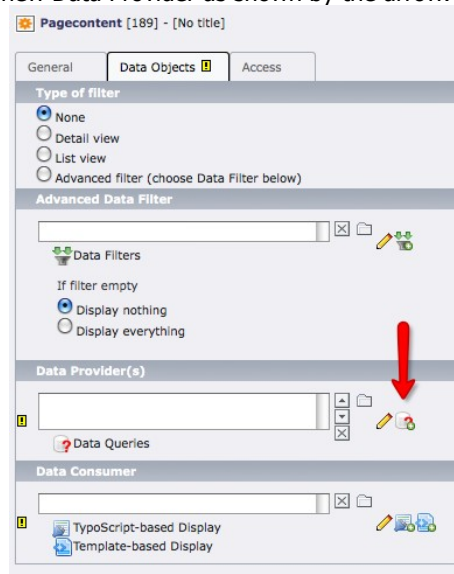 Pagecontent [189] - [No title]
General Data Objects Access
Type of filter
None
Detail view
List view
Advanced filter (choose Data Filter below)
Advanced Data Filter
Data Filters
If filter empty
Display nothing
Display everything
Data Provider(s)
Data Queries
Data Consumer
TypoScript-based Display
Template-based Display